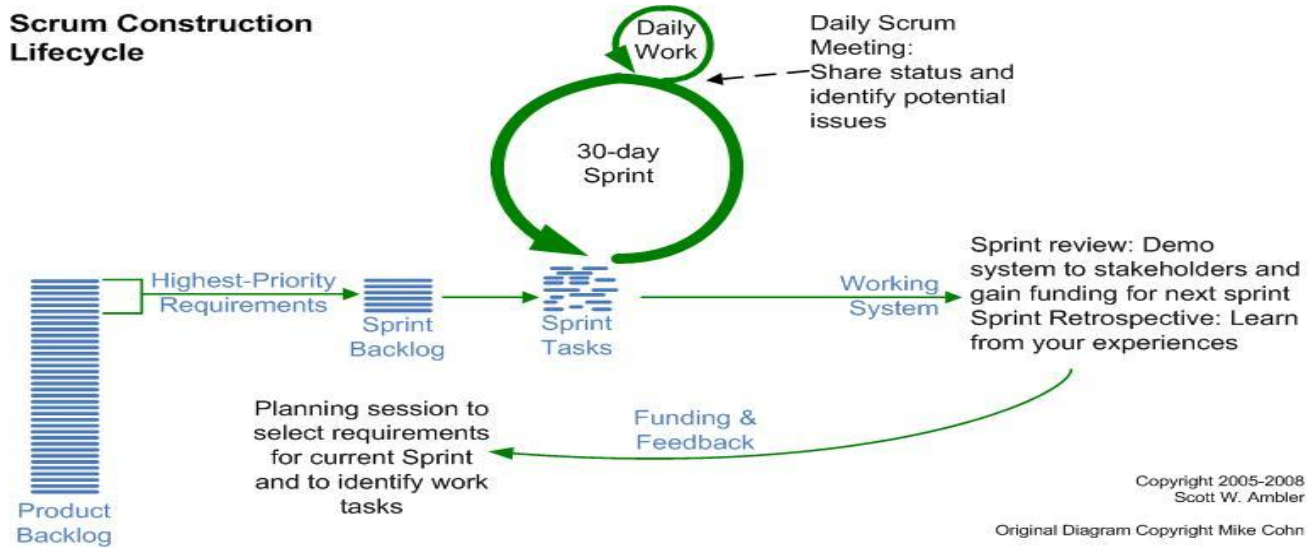 Scrum Construction
Lifecycle
Daily
Work
Daily Scrum
Meeting:
Share status and
identify potential
issues
30-day
Sprint
Highest-Priority
Requirements
Sprint
Backlog
Sprint
Tasks
Working
System
Sprint review: Demo
system to stakeholders and
gain funding for next sprint
Sprint Retrospective: Learn
from your experiences
Planning session to
select requirements
for current Sprint
and to identify work
tasks
Funding &
Feedback
Product
Backlog
Copyright 2005-2008
Scott W. Ambler
Original Diagram Copyright Mike Cohn